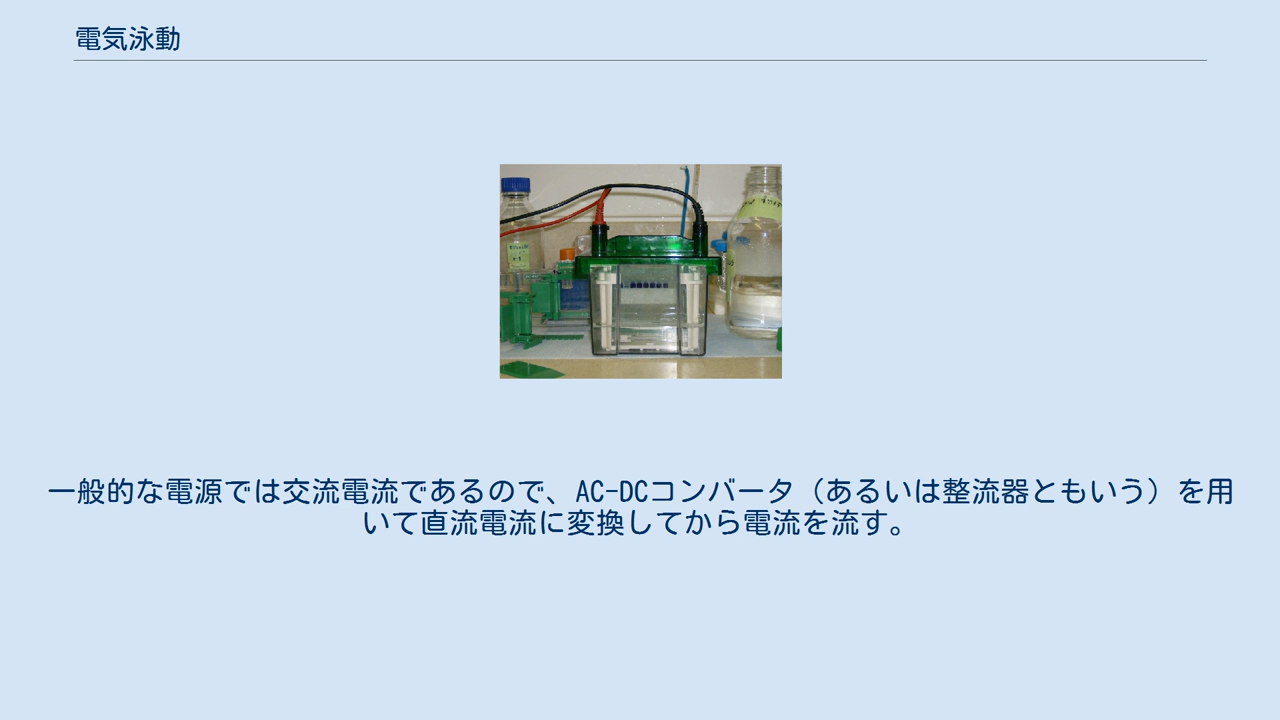 電気泳動
一般的な電源では交流電流であるので、AC-DCコンバータ（あるいは整流器ともいう）を用
いて直流電流に変換してから電流を流す。